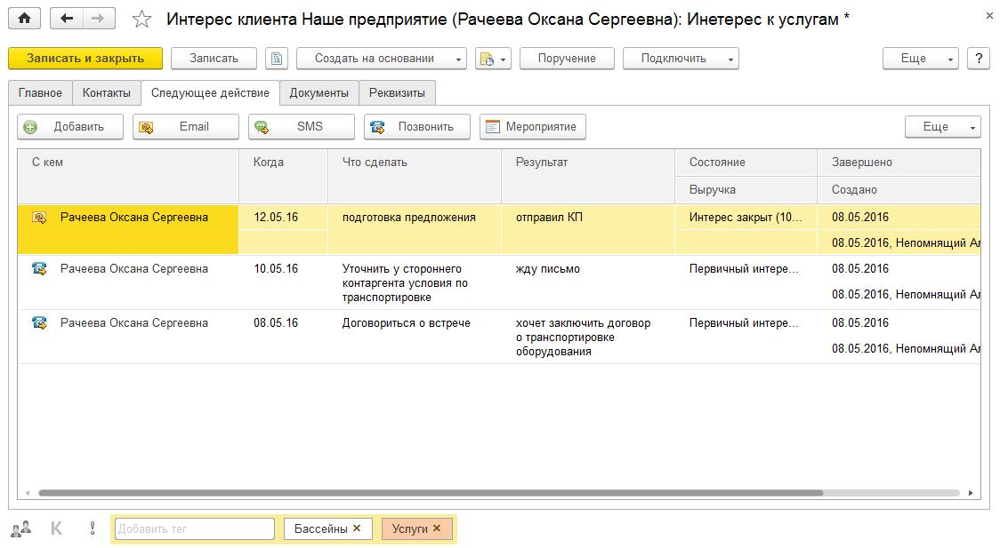 Интерес клиента Наше предприятие (Рачеева Оксана Сергеевна): Инетерес к услугам *
Записать и закрыть Записать Создать на основании Поручение Подключить Еще ?
Главное Контакты Следующее действие Документы Реквизиты
Добавить Email SMS Позвонить Мероприятие Еще
С кем Когда Что сделать Результат Состояние Завершено
Выручка Создано
Рачеева Оксана Сергеевна 12.05.16 подготовка предложения отправил КП Интерес закрыт (10... 08.05.2016
08.05.2016, Непомнящий Ал
Рачеева Оксана Сергеевна 10.05.16 Уточнить у стороннего жду письмо Первичный интере... 08.05.2016
контаргента условия по
08.05.2016, Непомнящий Ал
транспортировке
Рачеева Оксана Сергеевна 08.05.16 Договориться о встрече хочет заключить договор Первичный интере... 08.05.2016
о транспортировке
08.05.2016, Непомнящий Ал
оборудования
К ! Добавить тег Бассейны × Услуги ×